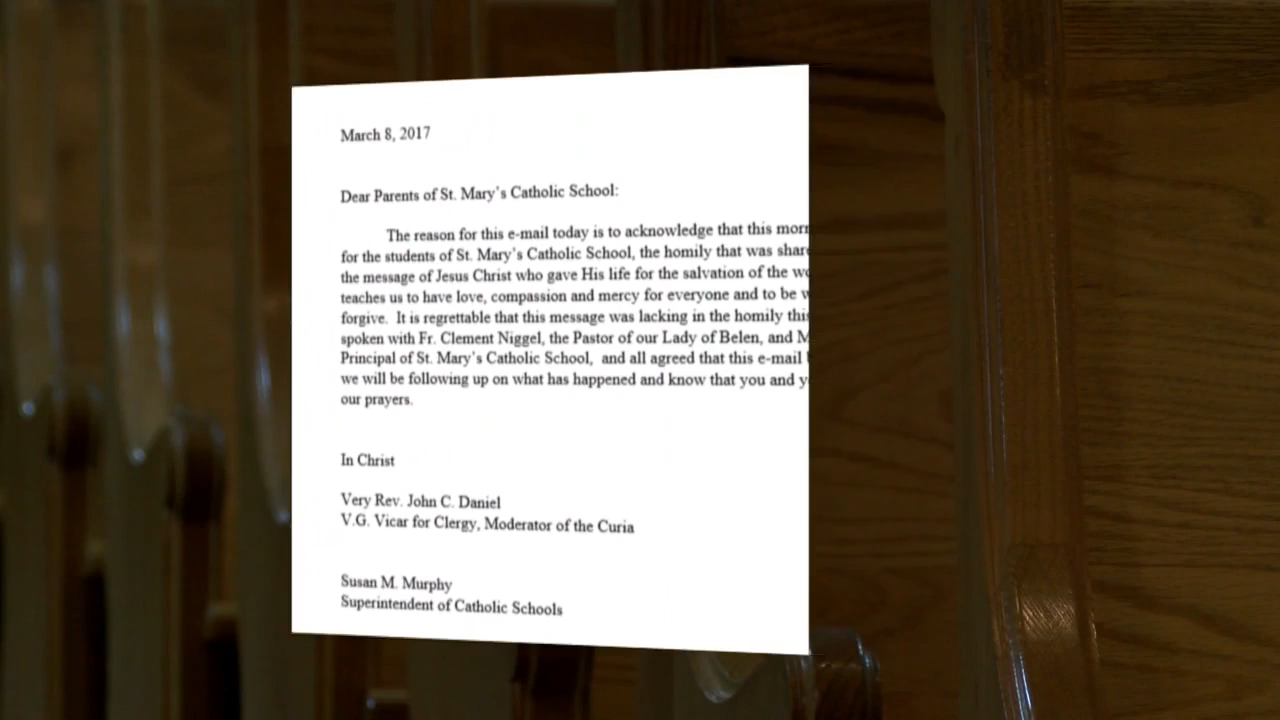 March 8, 2017
Dear Parents of St. Mary's Catholic School:
The reason for this e-mail today is to acknowledge that this
for the students of St. Mary's Catholic School, the homily that was
the message of Jesus Christ who gave His life for the salvation of the
teaches us to have love, compassion and mercy for everyone and to be
forgive. It is regrettable that this message was lacking in the homily
spoken with Fr. Clement Niggel, the Pastor of our Lady of Belen, and
Principal of St. Mary's Catholic School, and all agreed that this e-mail
we will be following up on what has happened and know that you and
our prayers.
In Christ
Very Rev. John C. Daniel
V.G. Vicar for Clergy, Moderator of the Curia
Susan M. Murphy
Superintendent of Catholic Schools